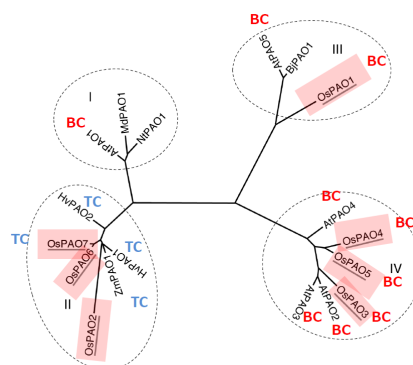 BC
AtPAO5
BjPAO1
III
BC
OsPAO1
I
BC
AtPAO1
MdPAO1
NtPAO1
TC
HvPAO2
TC
OsPAO7
TC
OsPAO6
HvPAO1
ZmPAO1
TC
II
OsPAO2
BC
AtPAO4
BC
OsPAO4
OsPAO5
IV
BC
OsPAO3
BC
AtPAO2
BC
AtPAO3
BC